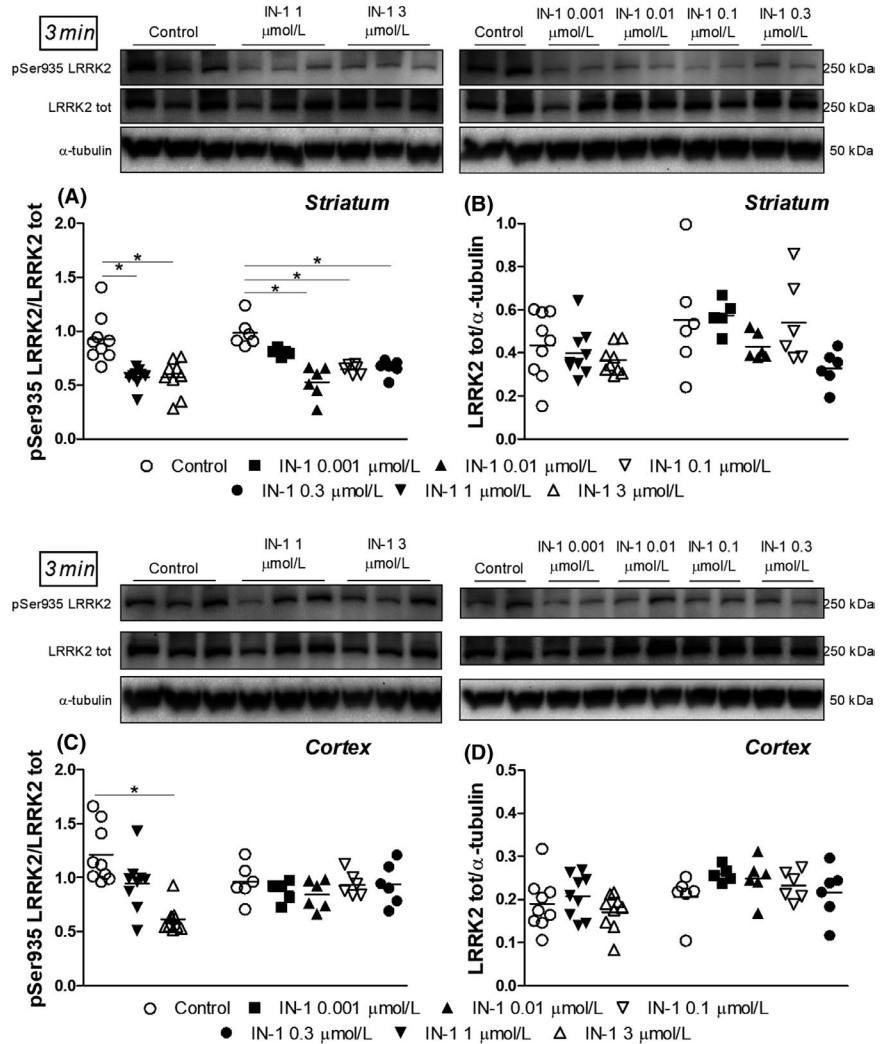 3min
Control
IN-1 1 μmol/L
IN-1 3 μmol/L
Control
IN-1 0.001 μmol/L
IN-1 0.01 μmol/L
IN-1 0.1 μmol/L
IN-1 0.3 μmol/L
pSer935 LRRK2
250 kDa
LRRK2 tot
250 kDa
α-tubulin
50 kDa
(A)
Striatum
pSer935 LRRK2/LRRK2 tot
2.0
1.5
1.0
0.5
0.0
*
*
*
*
*
(B)
Striatum
LRRK2 tot/α-tubulin
1.0
0.8
0.6
0.4
0.2
0.0
Control IN-1 0.001 μmol/L IN-1 0.01 μmol/L IN-1 0.1 μmol/L
IN-1 0.3 μmol/L IN-1 1 μmol/L IN-1 3 μmol/L
3min
Control
IN-1 1 μmol/L
IN-1 3 μmol/L
Control
IN-1 0.001 μmol/L
IN-1 0.01 μmol/L
IN-1 0.1 μmol/L
IN-1 0.3 μmol/L
pSer935 LRRK2
250 kDa
LRRK2 tot
250 kDa
α-tubulin
50 kDa
(C)
Cortex
pSer935 LRRK2/LRRK2 tot
2.0
1.5
1.0
0.5
0.0
*
(D)
Cortex
LRRK2 tot/α-tubulin
0.5
0.4
0.3
0.2
0.1
0.0
Control IN-1 0.001 μmol/L IN-1 0.01 μmol/L IN-1 0.1 μmol/L
IN-1 0.3 μmol/L IN-1 1 μmol/L IN-1 3 μmol/L